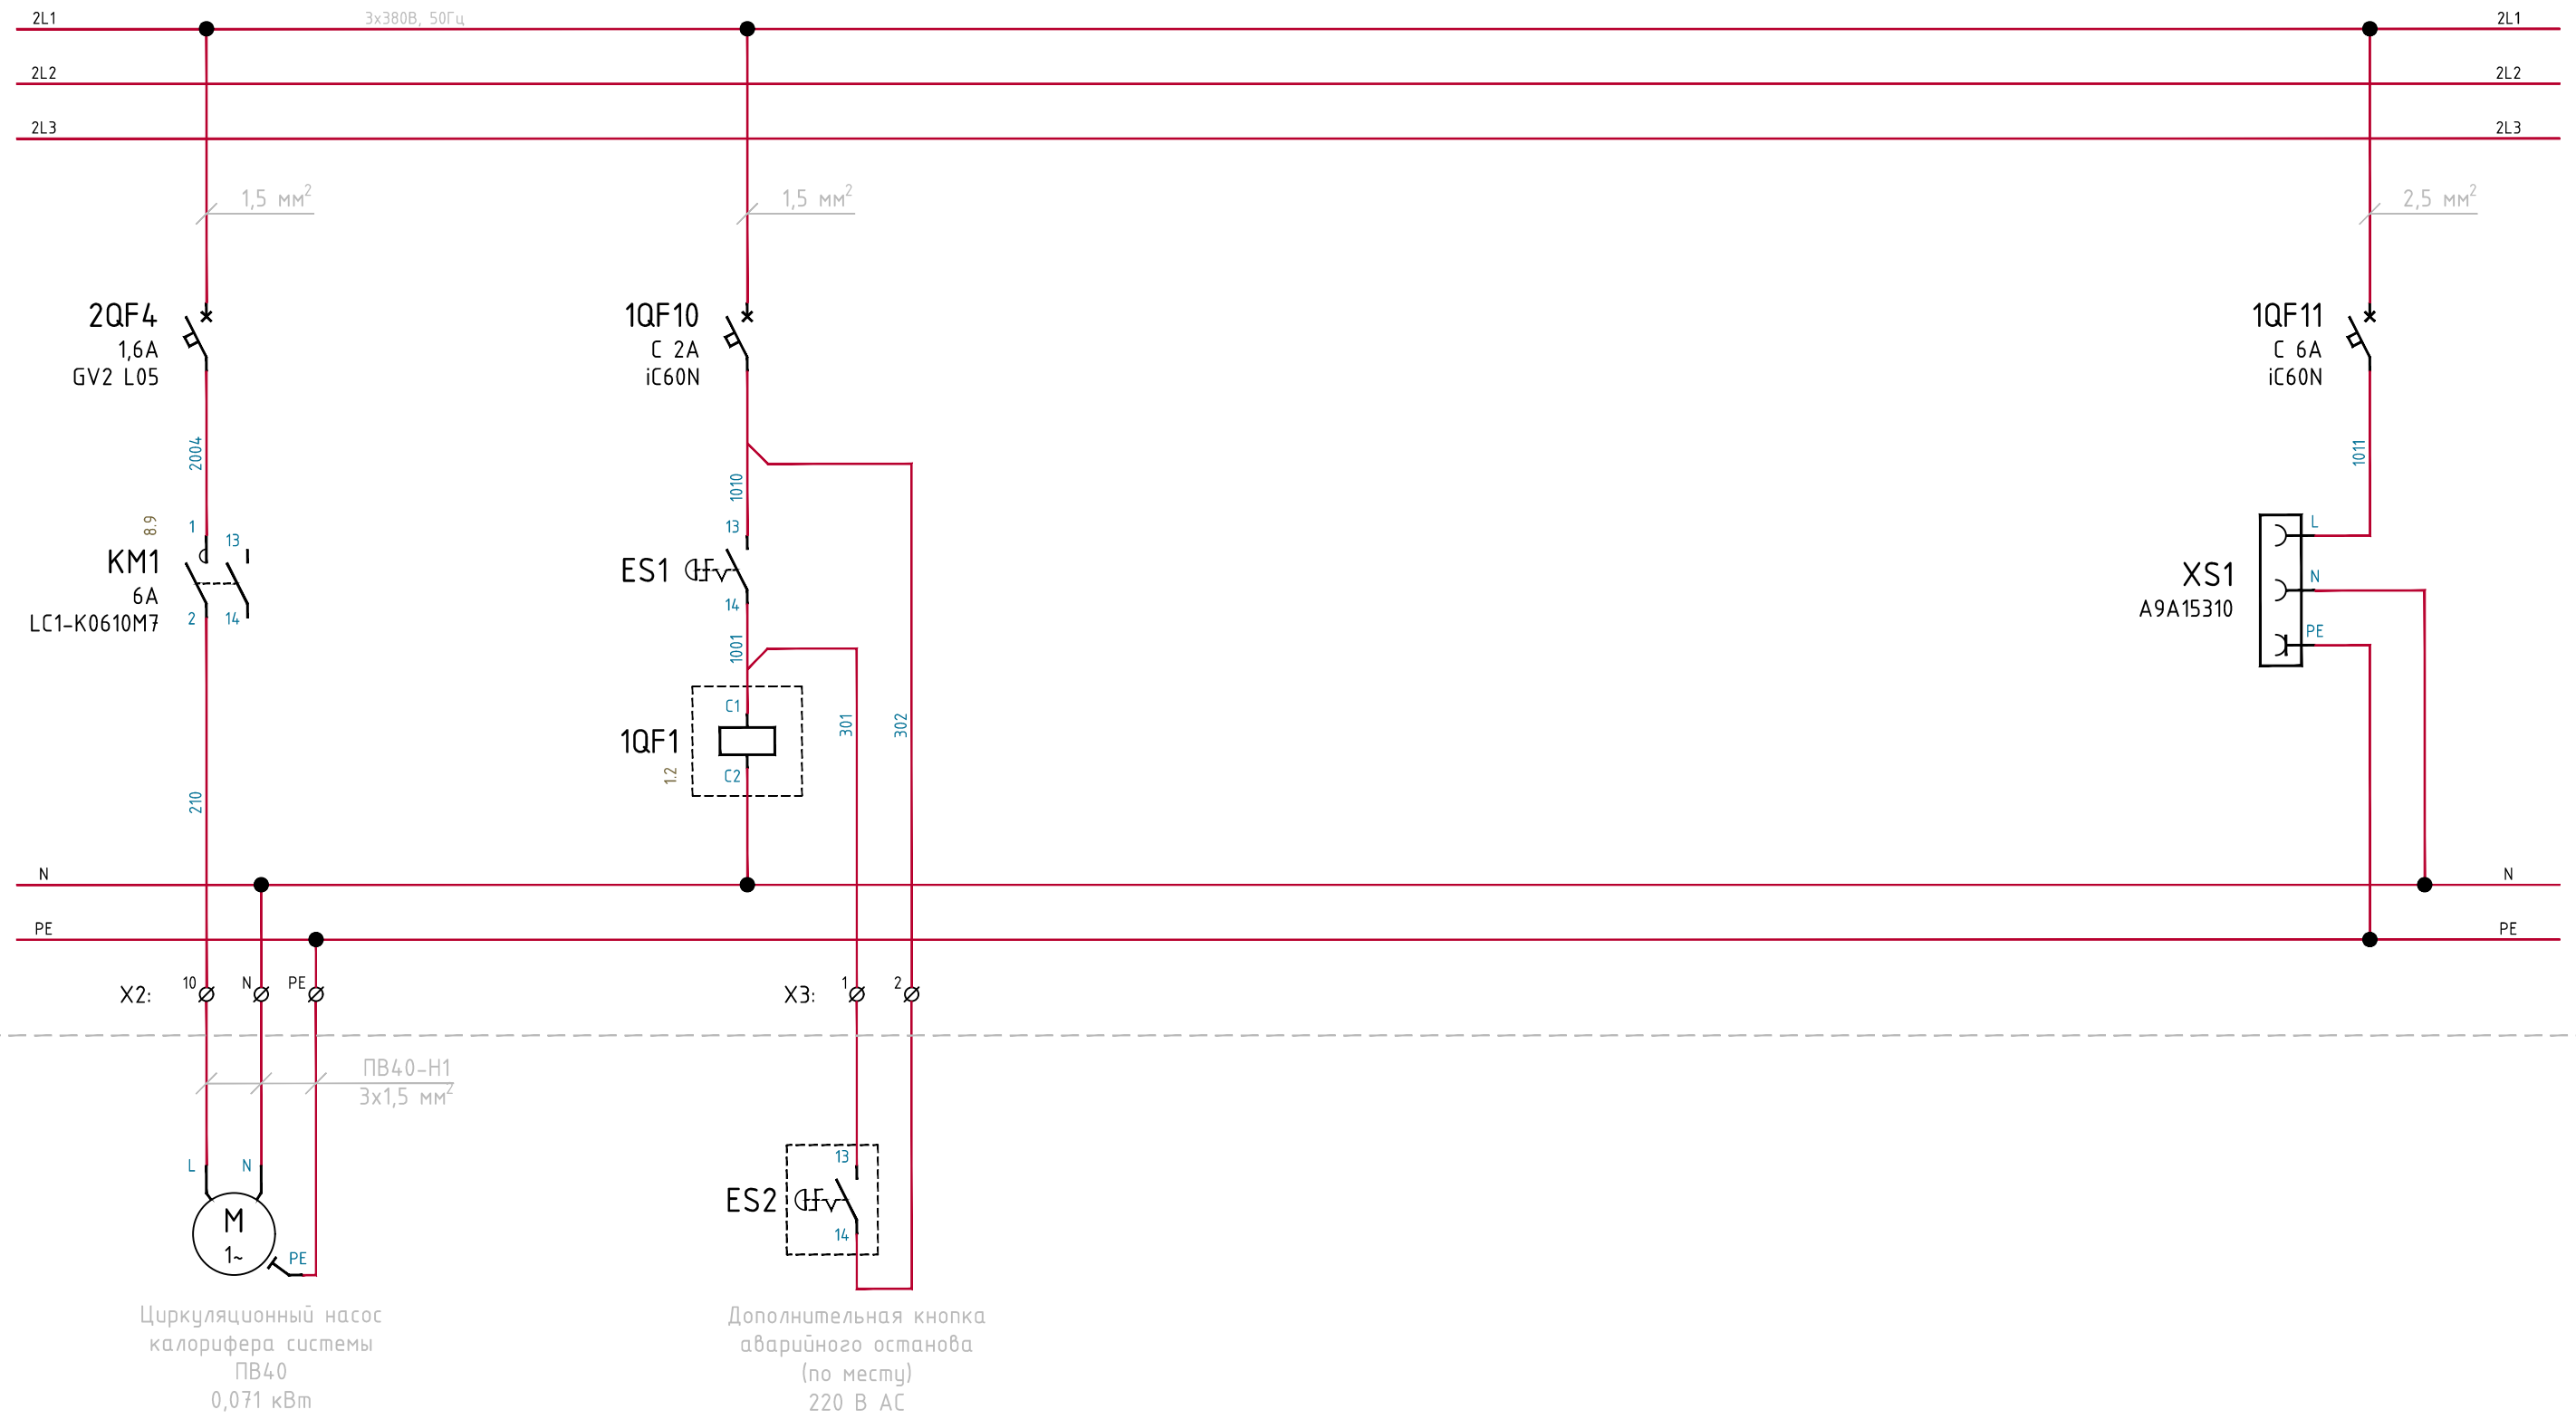 2L1
3x380В, 50Гц
2L1
2L2
2L2
2L3
2L3
1,5 мм²
1,5 мм²
2,5 мм²
2QF4
1,6A
GV2 L05
1QF10
C 2A
iC60N
1QF11
C 6A
iC60N
2004
1010
1011
8.9
1
13
KM1
6A
LC1-K0610M7
2
14
13
ES1
14
L
N
PE
XS1
A9A15310
1001
C1
1QF1
C2
1.2
301
302
210
N
N
PE
PE
X2:
10
N
PE
X3:
1
2
ПВ40-Н1
3x1,5 мм²
L
N
M
1~
PE
13
ES2
14
Циркуляционный насос
калорифера системы
ПВ40
0,071 кВт
Дополнительная кнопка
аварийного останова
(по месту)
220 В AC